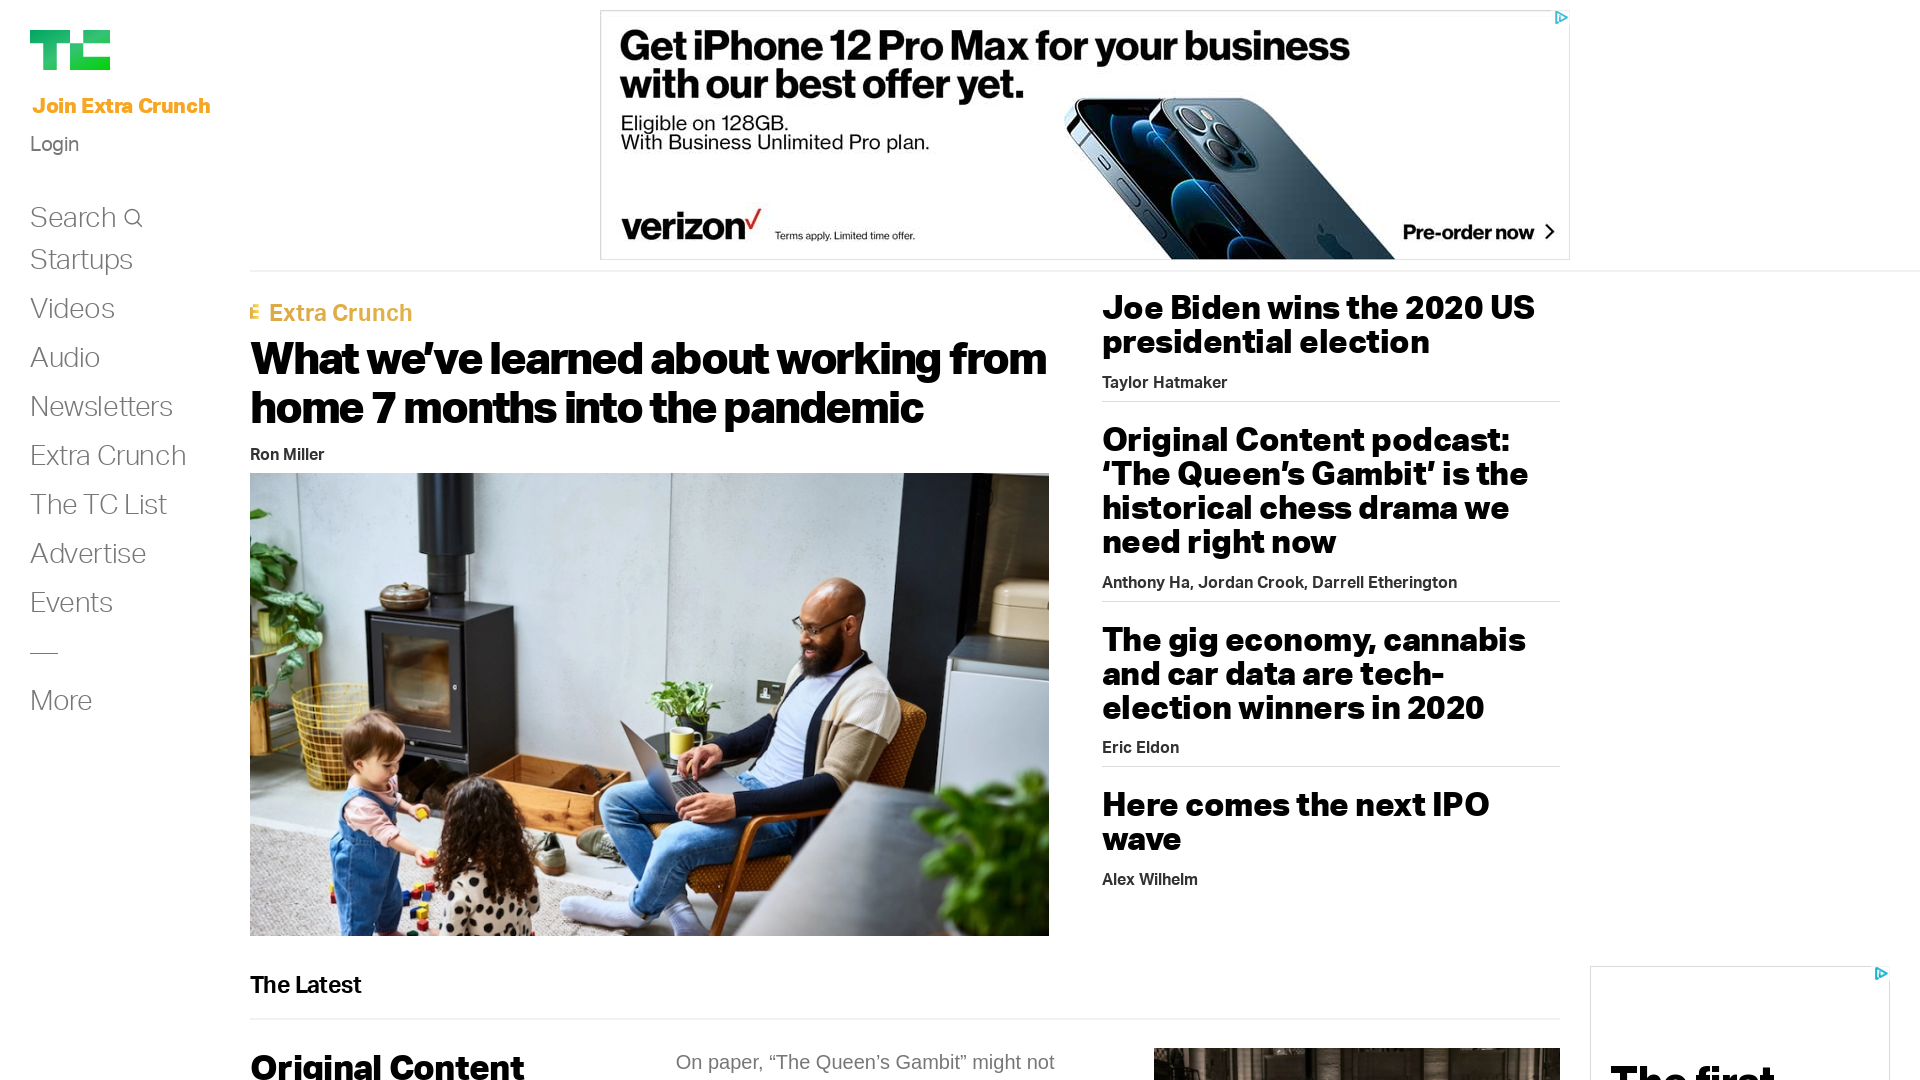 TC
Join Extra Crunch
Login
Search
Startups
Videos
Audio
Newsletters
Extra Crunch
The TC List
Advertise
Events
More
Get iPhone 12 Pro Max for your business
with our best offer yet.
Eligible on 128GB.
With Business Unlimited Pro plan.
verizon
Terms apply. Limited time offer.
Pre-order now
Extra Crunch
What we’ve learned about working from
home 7 months into the pandemic
Ron Miller
Joe Biden wins the 2020 US
presidential election
Taylor Hatmaker
Original Content podcast:
‘The Queen’s Gambit’ is the
historical chess drama we
need right now
Anthony Ha, Jordan Crook, Darrell Etherington
The gig economy, cannabis
and car data are tech-
election winners in 2020
Eric Eldon
Here comes the next IPO
wave
Alex Wilhelm
The Latest
Original Content
On paper, “The Queen’s Gambit” might not
The first